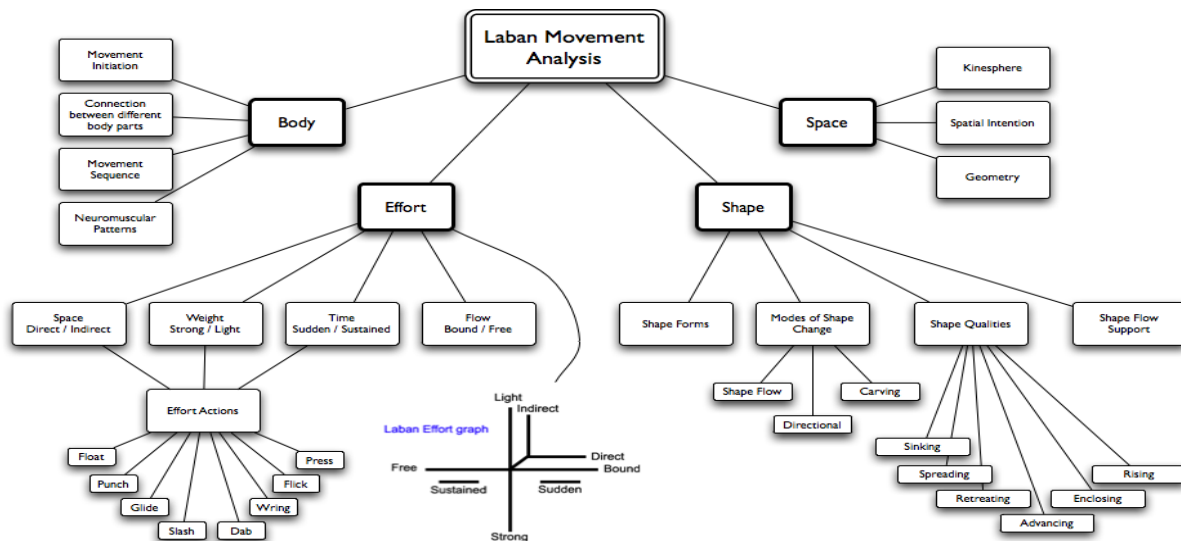 Laban Movement
Analysis
Movement
Initiation
Connection
between different
body parts
Movement
Sequence
Neuromuscular
Patterns
Body
Space
Kinesphere
Spatial Intention
Geometry
Effort
Shape
Space
Direct / Indirect
Weight
Strong / Light
Time
Sudden / Sustained
Flow
Bound / Free
Shape Forms
Modes of Shape
Change
Shape Qualities
Shape Flow
Support
Effort Actions
Float
Punch
Glide
Slash
Dab
Wring
Flick
Press
Laban Effort graph
Light
Indirect
Direct
Free
Bound
Sustained
Sudden
Strong
Shape Flow
Directional
Carving
Sinking
Spreading
Retreating
Advancing
Enclosing
Rising